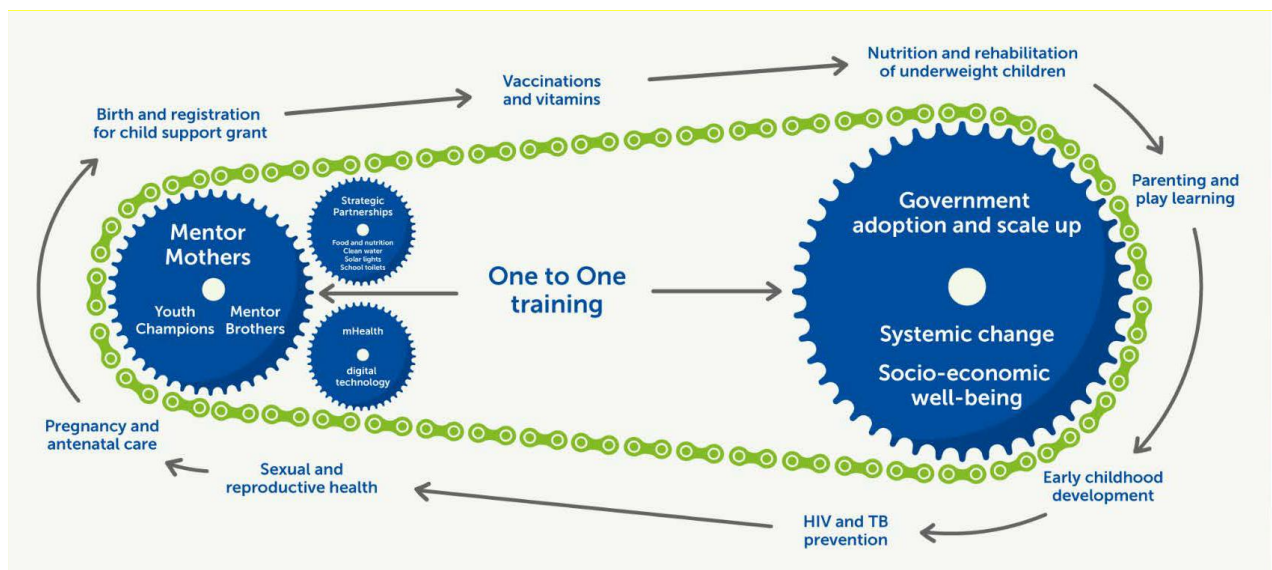 Nutrition and rehabilitation
of underweight children
Vaccinations
and vitamins
Birth and registration
for child support grant
Parenting and
play learning
Strategic
Partnerships
Food and nutrition
Clean water
Solar lights
School toilets
Mentor
Mothers
Youth
Champions
Mentor
Brothers
One to One
training
Government
adoption and scale up
Systemic change
Socio-economic
well-being
mHealth
digital
technology
Pregnancy and
antenatal care
Sexual and
reproductive health
HIV and TB
prevention
Early childhood
development